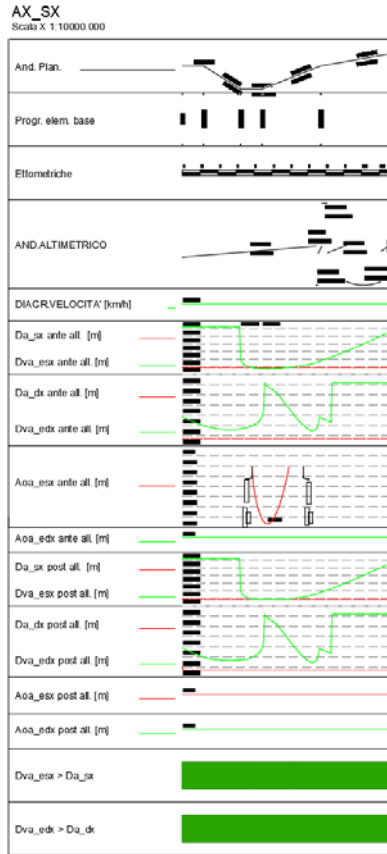 AX_SX
Scala X 1:10000.000
And. Plan.
Progr. elem. base
Ettometriche
AND.ALTIMETRICO
DIAGR.VELOCITA' [km/h]
Da_sx ante all. [m]
Dva_esx ante all. [m]
Da_dx ante all. [m]
Dva_edx ante all. [m]
Aoa_esx ante all. [m]
Aoa_edx ante all. [m]
Da_sx post all. [m]
Dva_esx post all. [m]
Da_dx post all. [m]
Dva_edx post all. [m]
Aoa_esx post all. [m]
Aoa_edx post all. [m]
Dva_esx > Da_sx
Dva_edx > Da_dx